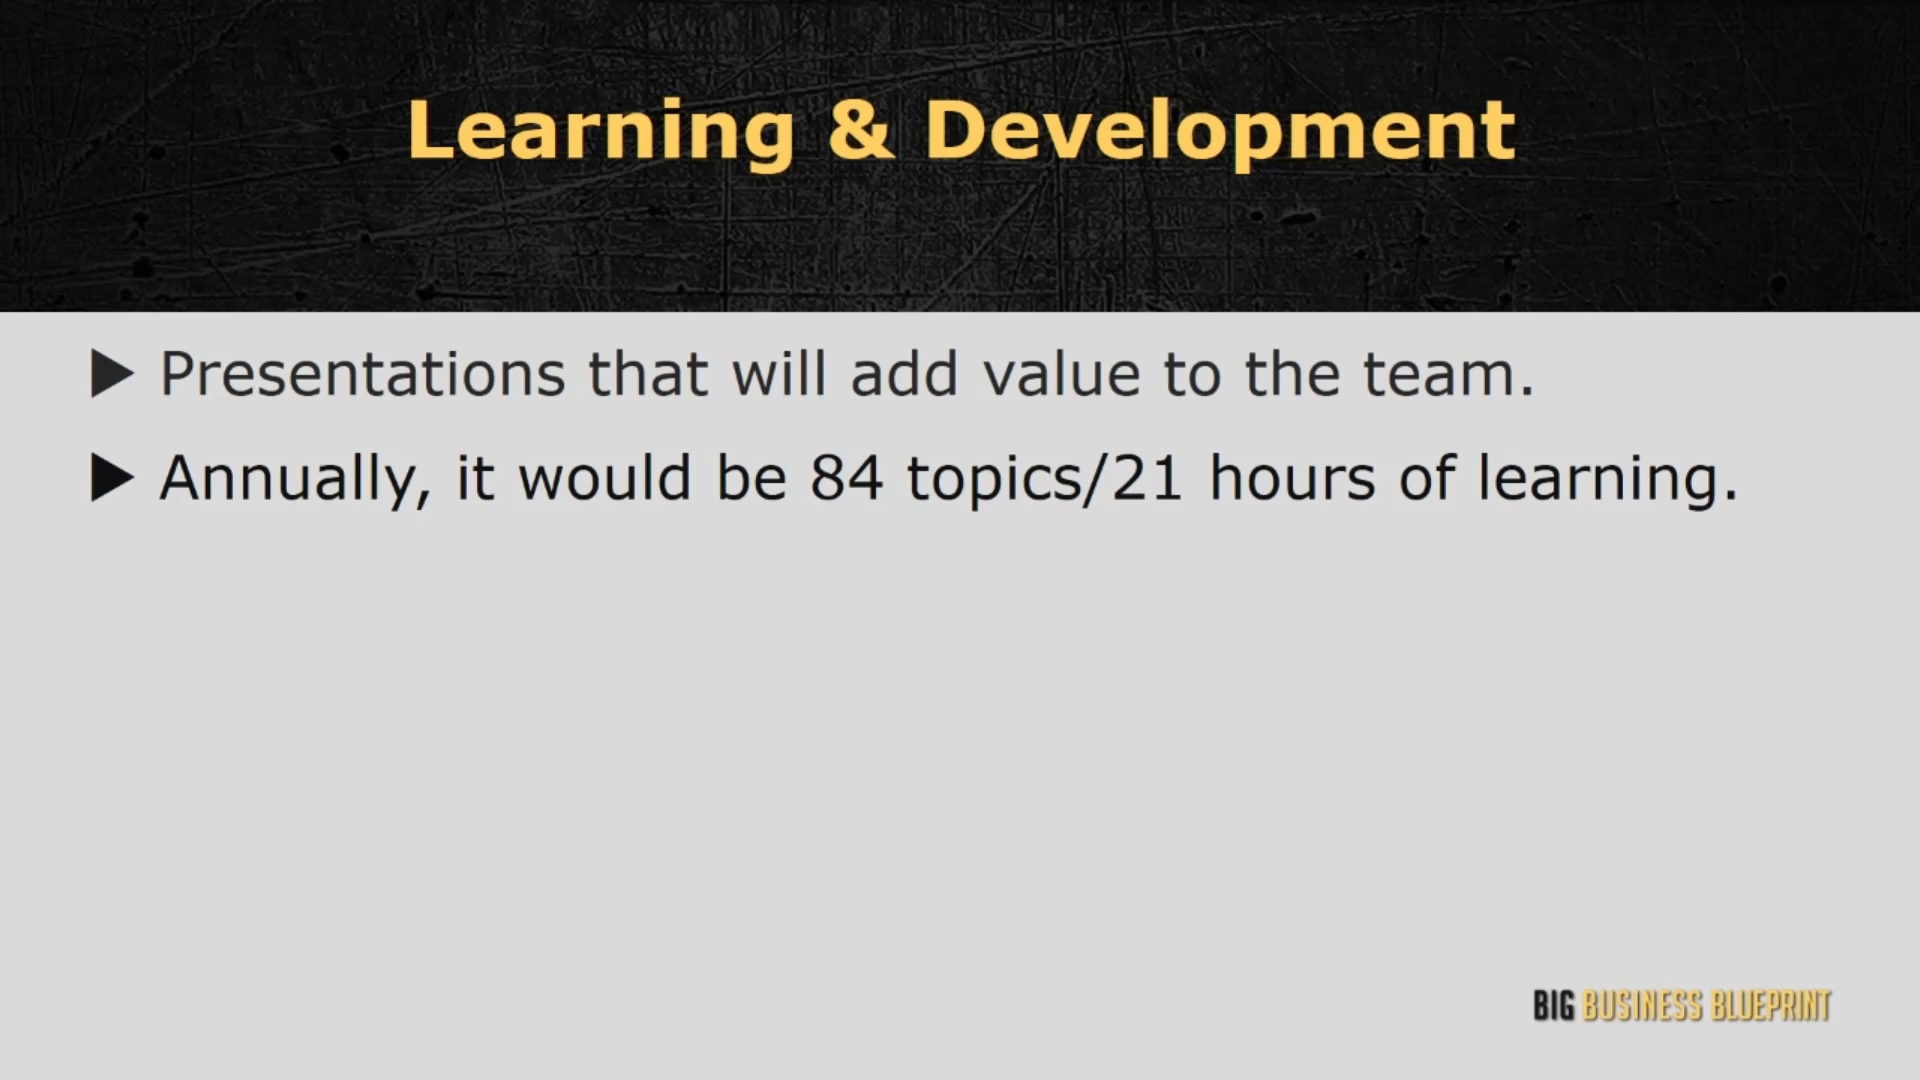 Learning & Development
▶ Presentations that will add value to the team.
▶ Annually, it would be 84 topics/21 hours of learning.
BIG BUSINESS BLUEPRINT